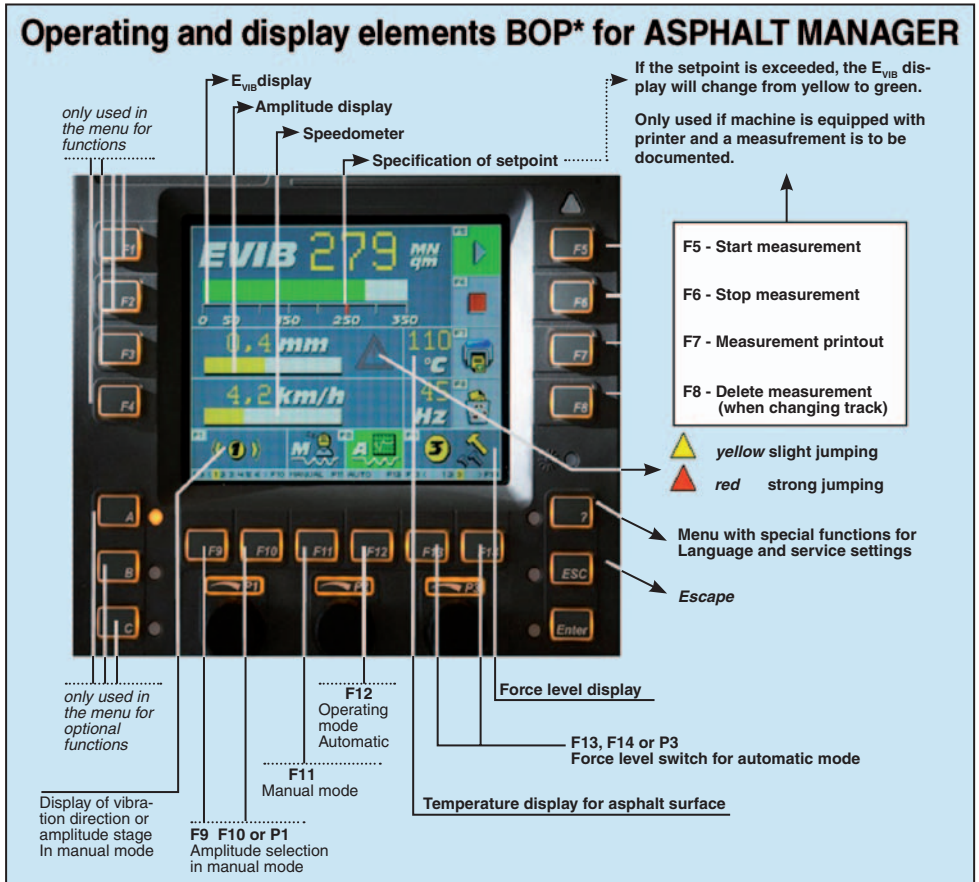 Operating and display elements BOP* for ASPHALT MANAGER
EVIB display
Amplitude display
Speedometer
Specification of setpoint
If the setpoint is exceeded, the EVIB dis-
play will change from yellow to green.
Only used if machine is equipped with
printer and a measufrement is to be
documented.
only used in
the menu for
functions
F5 - Start measurement
F6 - Stop measurement
F7 - Measurement printout
F8 - Delete measurement
(when changing track)
yellow slight jumping
red strong jumping
Menu with special functions for
Language and service settings
Escape
EVIB 279 MN
qm
0 50 150 250 350
0,4 mm
110
°C
4,2 km/h
45
Hz
1
M
A
3
F1
F2
F3
F4
F5
F6
F7
F8
A
B
C
F9
F10
F11
F12
F13
F14
P1
P2
P3
?
ESC
Enter
only used in
the menu for
optional
functions
Display of vibra-
tion direction or
amplitude stage
In manual mode
F9 F10 or P1
Amplitude selection
in manual mode
F11
Manual mode
F12
Operating
mode
Automatic
Force level display
F13, F14 or P3
Force level switch for automatic mode
Temperature display for asphalt surface